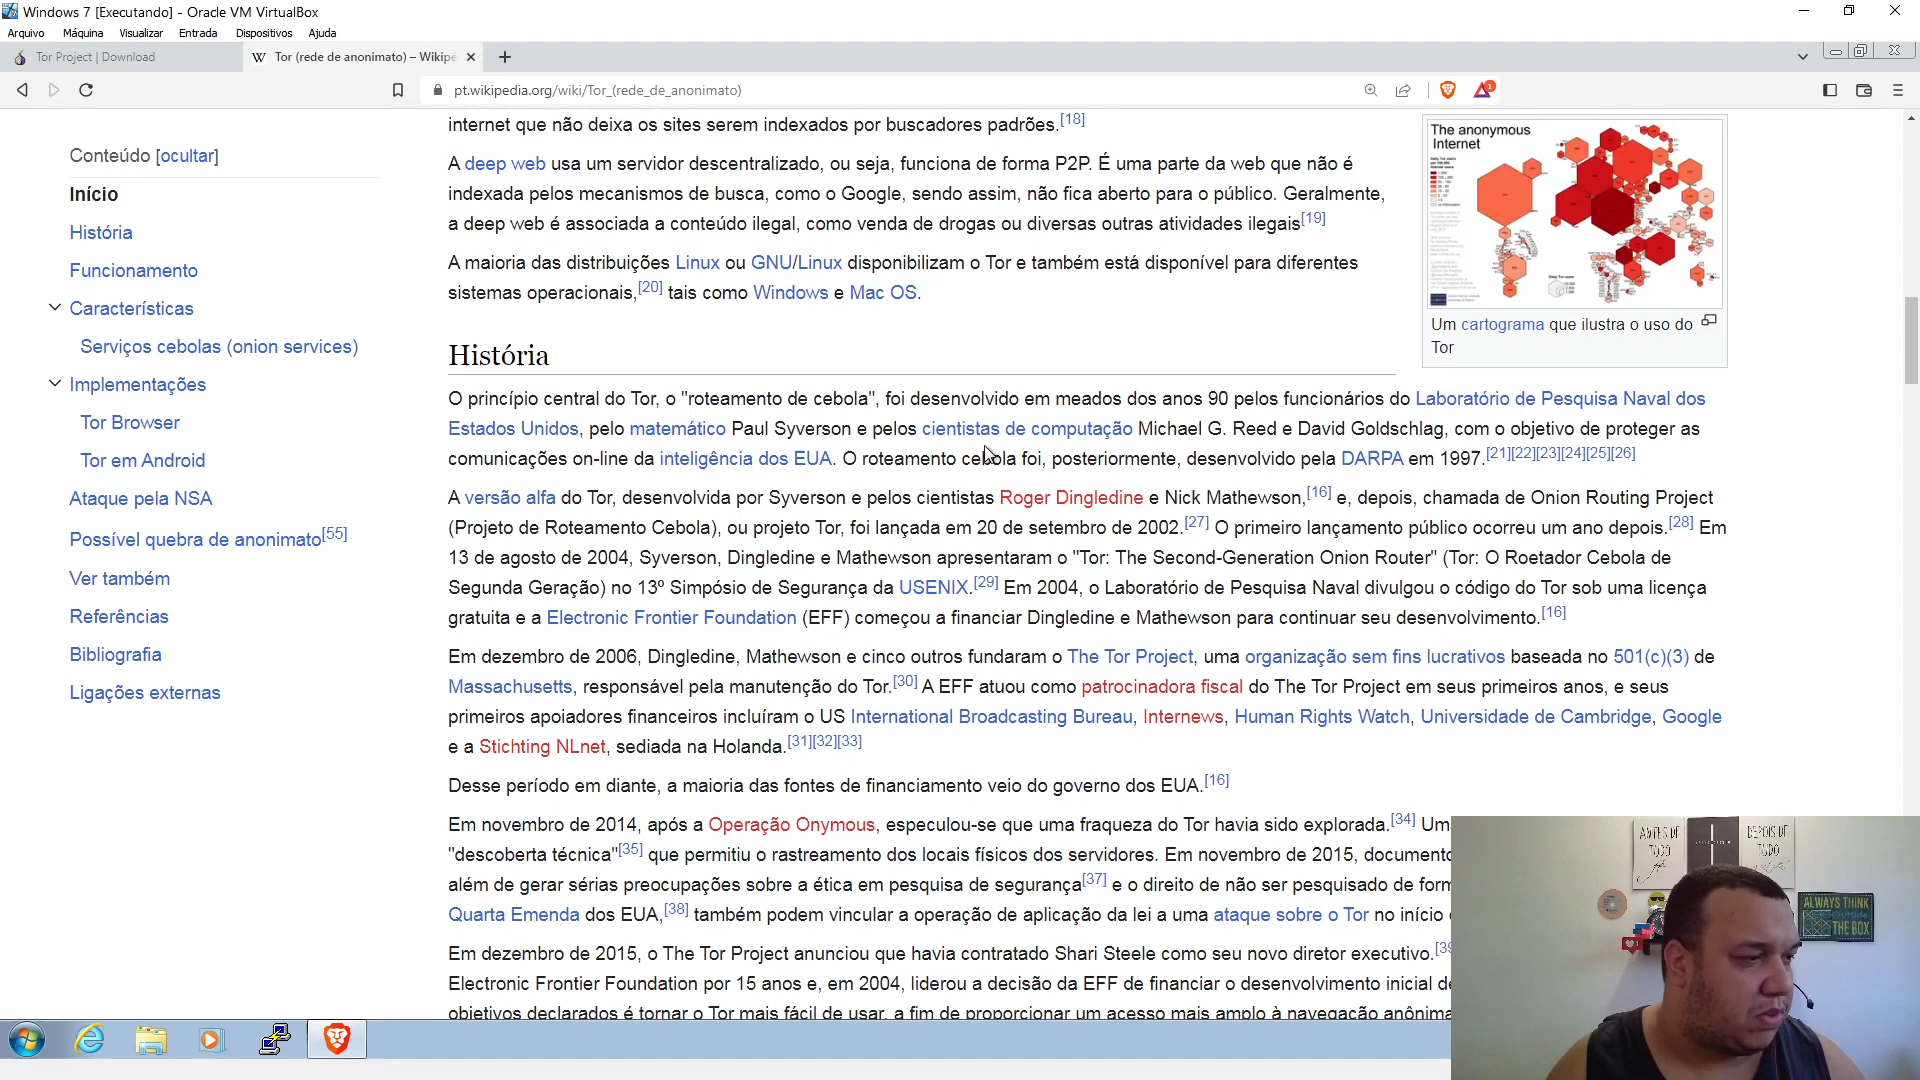 Windows 7 [Executando] - Oracle VM VirtualBox
Arquivo Máquina Visualizar Entrada Dispositivos Ajuda
Tor Project | Download
W Tor (rede de anonimato) – Wikipé
pt.wikipedia.org/wiki/Tor_(rede_de_anonimato)
1
Conteúdo [ocultar]
Início
História
Funcionamento
Características
Serviços cebolas (onion services)
Implementações
Tor Browser
Tor em Android
Ataque pela NSA
Possível quebra de anonimato[55]
Ver também
Referências
Bibliografia
Ligações externas
internet que não deixa os sites serem indexados por buscadores padrões.[18]
A deep web usa um servidor descentralizado, ou seja, funciona de forma P2P. É uma parte da web que não é
indexada pelos mecanismos de busca, como o Google, sendo assim, não fica aberto para o público. Geralmente,
a deep web é associada a conteúdo ilegal, como venda de drogas ou diversas outras atividades ilegais[19]
A maioria das distribuições Linux ou GNU/Linux disponibilizam o Tor e também está disponível para diferentes
sistemas operacionais,[20] tais como Windows e Mac OS.
The anonymous
Internet
Um cartograma que ilustra o uso do
Tor
História
O princípio central do Tor, o "roteamento de cebola", foi desenvolvido em meados dos anos 90 pelos funcionários do Laboratório de Pesquisa Naval dos
Estados Unidos, pelo matemático Paul Syverson e pelos cientistas de computação Michael G. Reed e David Goldschlag, com o objetivo de proteger as
comunicações on-line da inteligência dos EUA. O roteamento cebola foi, posteriormente, desenvolvido pela DARPA em 1997.[21][22][23][24][25][26]
A versão alfa do Tor, desenvolvida por Syverson e pelos cientistas Roger Dingledine e Nick Mathewson,[16] e, depois, chamada de Onion Routing Project
(Projeto de Roteamento Cebola), ou projeto Tor, foi lançada em 20 de setembro de 2002.[27] O primeiro lançamento público ocorreu um ano depois.[28] Em
13 de agosto de 2004, Syverson, Dingledine e Mathewson apresentaram o "Tor: The Second-Generation Onion Router" (Tor: O Roetador Cebola de
Segunda Geração) no 13º Simpósio de Segurança da USENIX.[29] Em 2004, o Laboratório de Pesquisa Naval divulgou o código do Tor sob uma licença
gratuita e a Electronic Frontier Foundation (EFF) começou a financiar Dingledine e Mathewson para continuar seu desenvolvimento.[16]
Em dezembro de 2006, Dingledine, Mathewson e cinco outros fundaram o The Tor Project, uma organização sem fins lucrativos baseada no 501(c)(3) de
Massachusetts, responsável pela manutenção do Tor.[30] A EFF atuou como patrocinadora fiscal do The Tor Project em seus primeiros anos, e seus
primeiros apoiadores financeiros incluíram o US International Broadcasting Bureau, Internews, Human Rights Watch, Universidade de Cambridge, Google
e a Stichting NLnet, sediada na Holanda.[31][32][33]
Desse período em diante, a maioria das fontes de financiamento veio do governo dos EUA.[16]
Em novembro de 2014, após a Operação Onymous, especulou-se que uma fraqueza do Tor havia sido explorada.[34] Um
"descoberta técnica"[35] que permitiu o rastreamento dos locais físicos dos servidores. Em novembro de 2015, documento
além de gerar sérias preocupações sobre a ética em pesquisa de segurança[37] e o direito de não ser pesquisado de form
Quarta Emenda dos EUA,[38] também podem vincular a operação de aplicação da lei a uma ataque sobre o Tor no início
Em dezembro de 2015, o The Tor Project anunciou que havia contratado Shari Steele como seu novo diretor executivo.[39
Electronic Frontier Foundation por 15 anos e, em 2004, liderou a decisão da EFF de financiar o desenvolvimento inicial de
objetivos declarados é tornar o Tor mais fácil de usar, a fim de proporcionar um acesso mais amplo à navegação anônima
ANTES DE
TUDO
DEPOIS DE
TUDO
ALWAYS THINK
outside
THE BOX